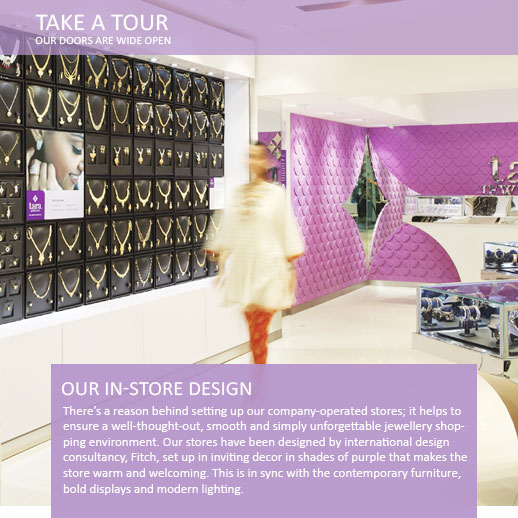 TAKE A TOUR
OUR DOORS ARE WIDE OPEN
tara
OUR IN-STORE DESIGN
There's a reason behind setting up our company-operated stores; it helps to
ensure a well-thought-out, smooth and simply unforgettable jewellery shop-
ping environment. Our stores have been designed by international design
consultancy, Fitch, set up in inviting decor in shades of purple that makes the
store warm and welcoming. This is in sync with the contemporary furniture,
bold displays and modern lighting.